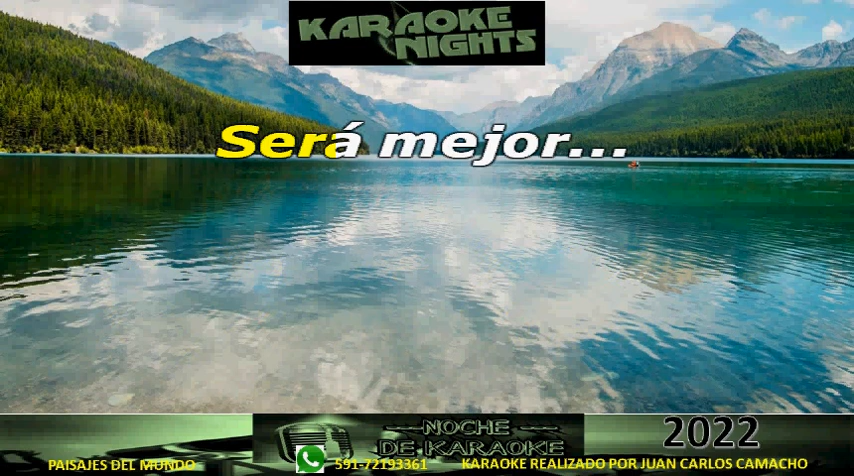 KARAOKE
NIGHTS
Será mejor...
NOCHE
DE KARAOKE
2022
PAISAJES DEL MUNDO
591-72193361
KARAOKE REALIZADO POR JUAN CARLOS CAMACHO